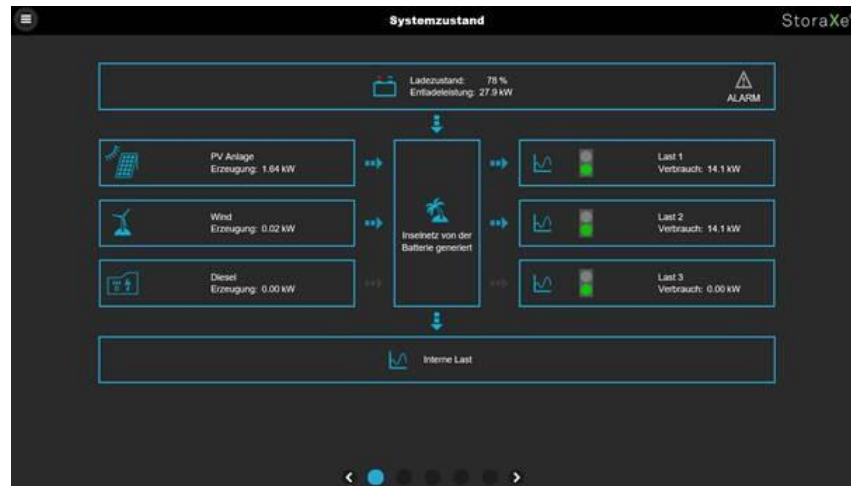 Systemzustand
StoraXe
Ladezustand: 78 %
Entladeleistung: 27.9 kW
ALARM
PV Anlage
Erzeugung: 1.64 kW
Last 1
Verbrauch: 14.1 kW
Wind
Erzeugung: 0.02 kW
Inselnetz von der
Batterie generiert
Last 2
Verbrauch: 14.1 kW
Diesel
Erzeugung: 0.00 kW
Last 3
Verbrauch: 0.00 kW
Interne Last